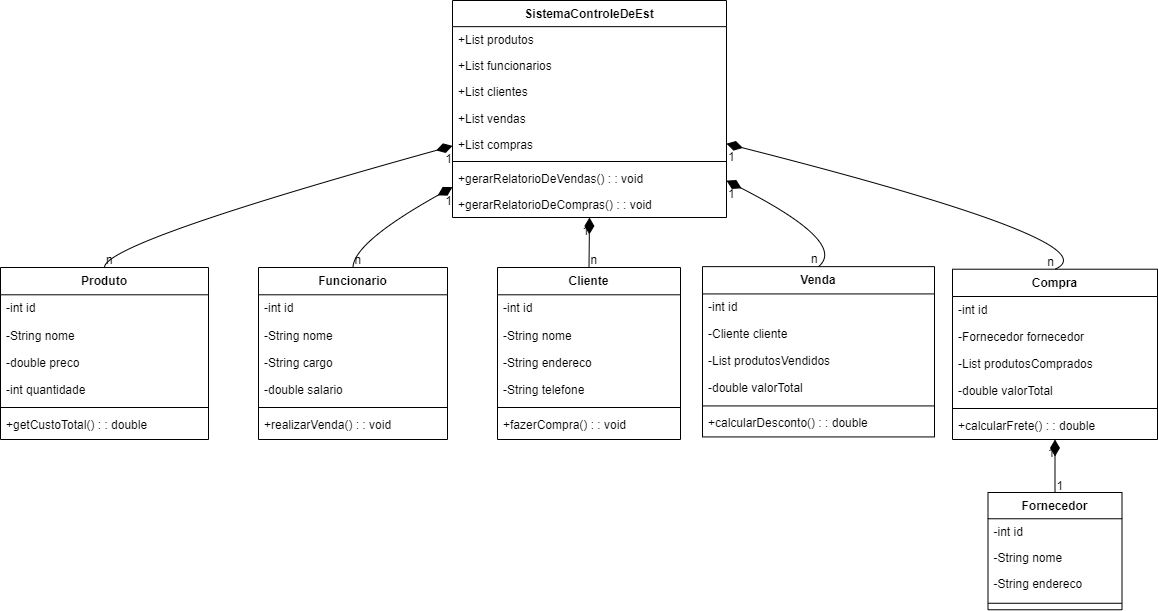 SistemaControleDeEst
+List produtos
+List funcionarios
+List clientes
+List vendas
+List compras
+gerarRelatorioDeVendas() : : void
+gerarRelatorioDeCompras() : : void
1
1
1
1
1
n
n
n
n
n
Produto
-int id
-String nome
-double preco
-int quantidade
+getCustoTotal() : : double
Funcionario
-int id
-String nome
-String cargo
-double salario
+realizarVenda() : : void
Cliente
-int id
-String nome
-String endereco
-String telefone
+fazerCompra() : : void
Venda
-int id
-Cliente cliente
-List produtosVendidos
-double valorTotal
+calcularDesconto() : : double
Compra
-int id
-Fornecedor fornecedor
-List produtosComprados
-double valorTotal
+calcularFrete() : : double
1
1
Fornecedor
-int id
-String nome
-String endereco